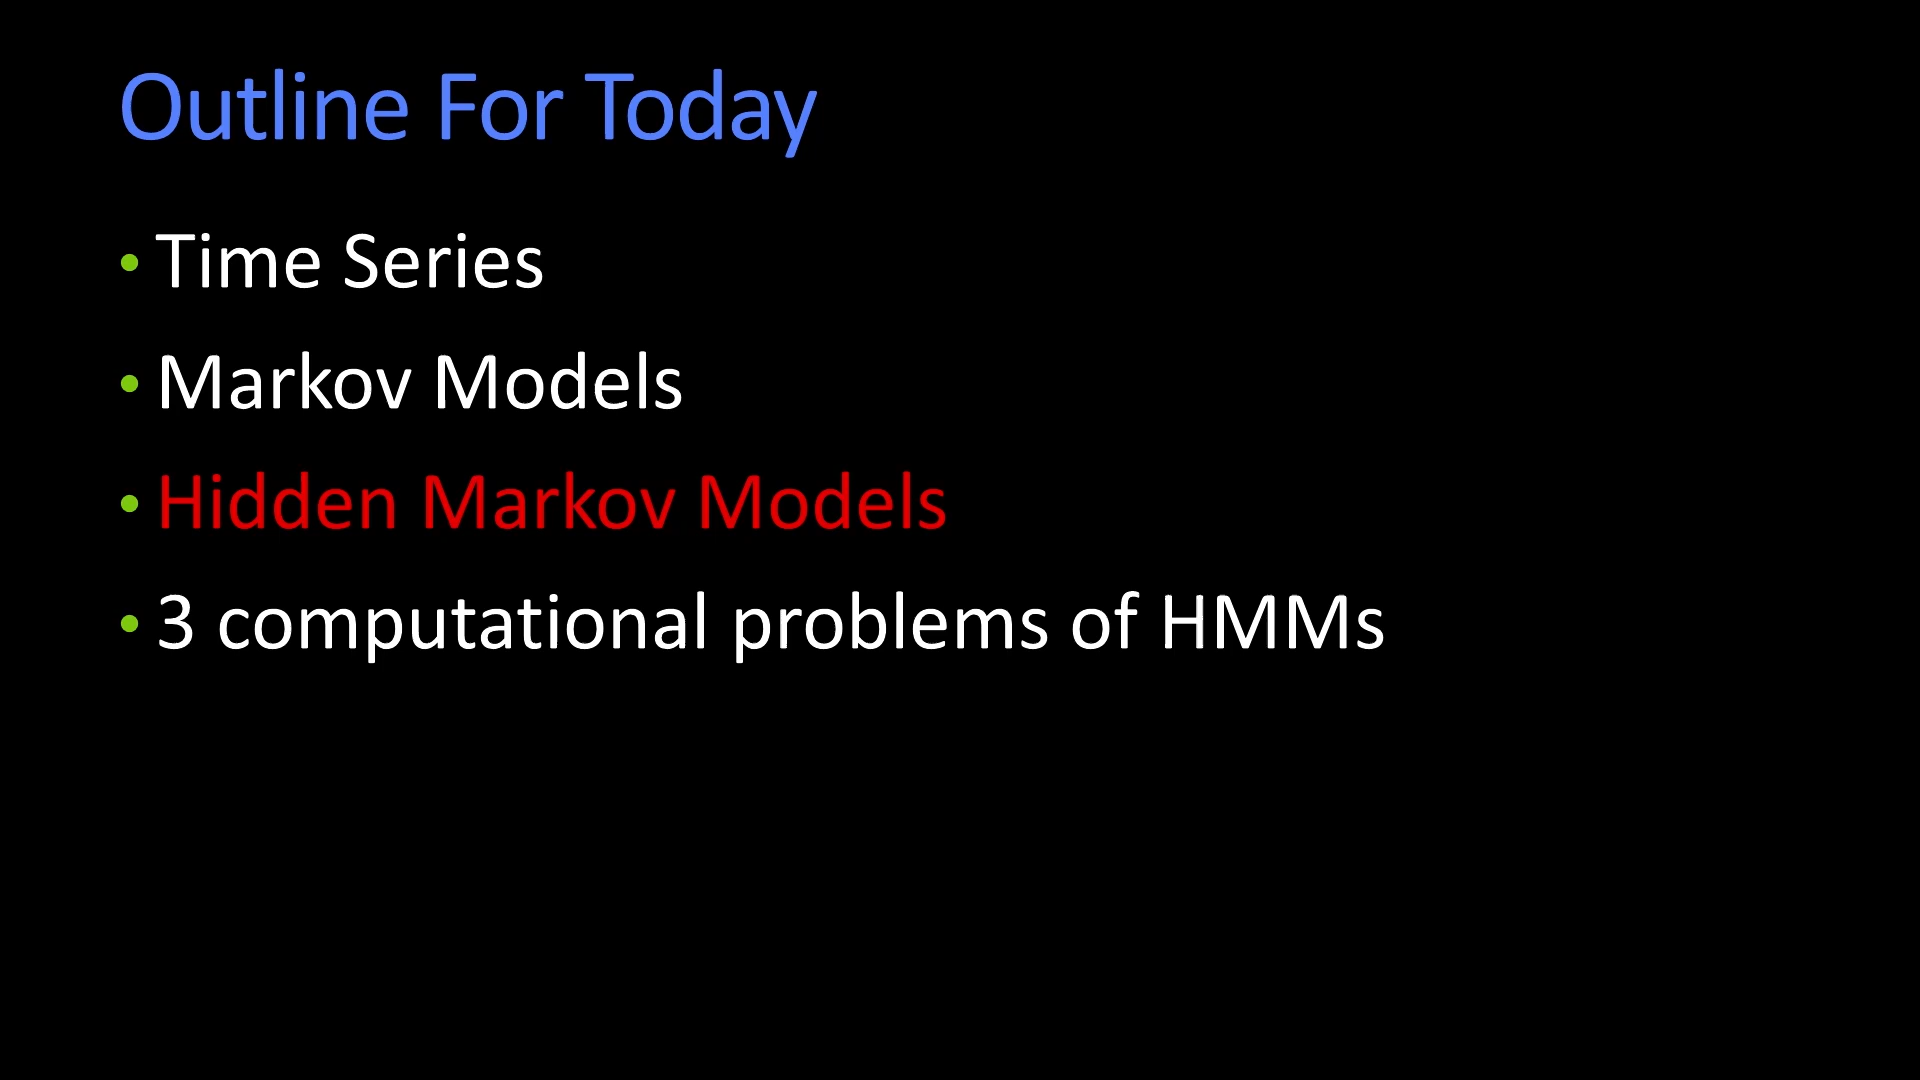 Outline For Today
• Time Series
• Markov Models
• Hidden Markov Models
• 3 computational problems of HMMs